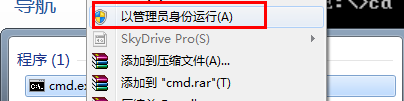 导航
:\>cd
以管理员身份运行(A)
SkyDrive Pro(S)
程序 (1)
添加到压缩文件(A)...
cmd.e
添加到 "cmd.rar"(T)